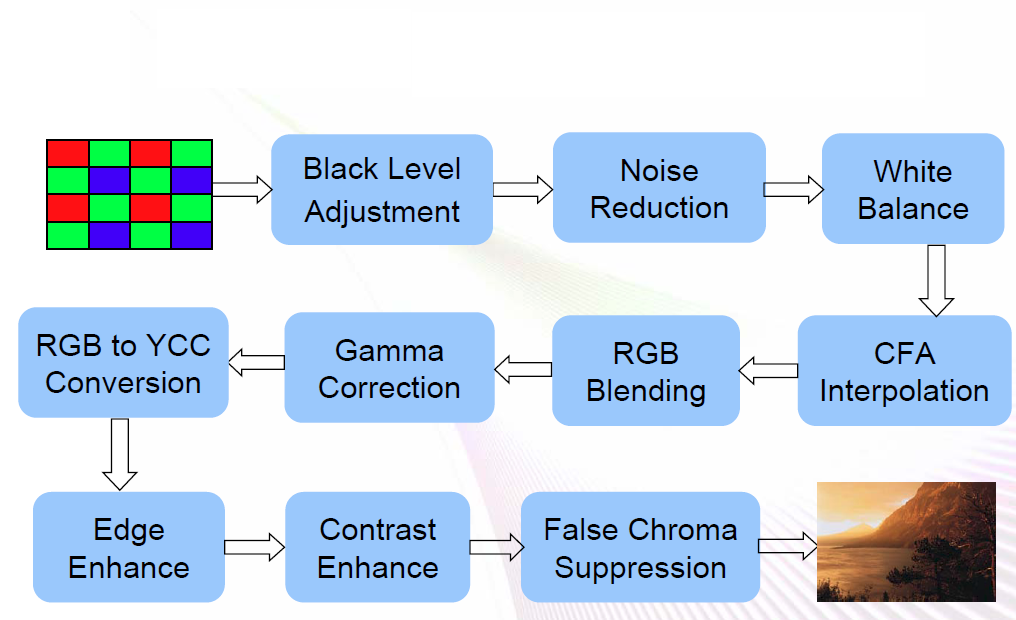 Black Level
Adjustment
Noise
Reduction
White
Balance
RGB to YCC
Conversion
Gamma
Correction
RGB
Blending
CFA
Interpolation
Edge
Enhance
Contrast
Enhance
False Chroma
Suppression